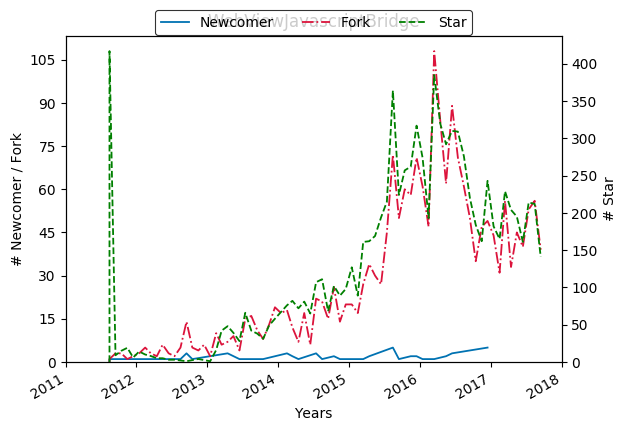 WebViewJavascriptBridge
Newcomer Fork Star
105
90
75
60
45
30
15
0
# Newcomer / Fork
400
350
300
250
200
150
100
50
0
# Star
2011 2012 2013 2014 2015 2016 2017 2018
Years